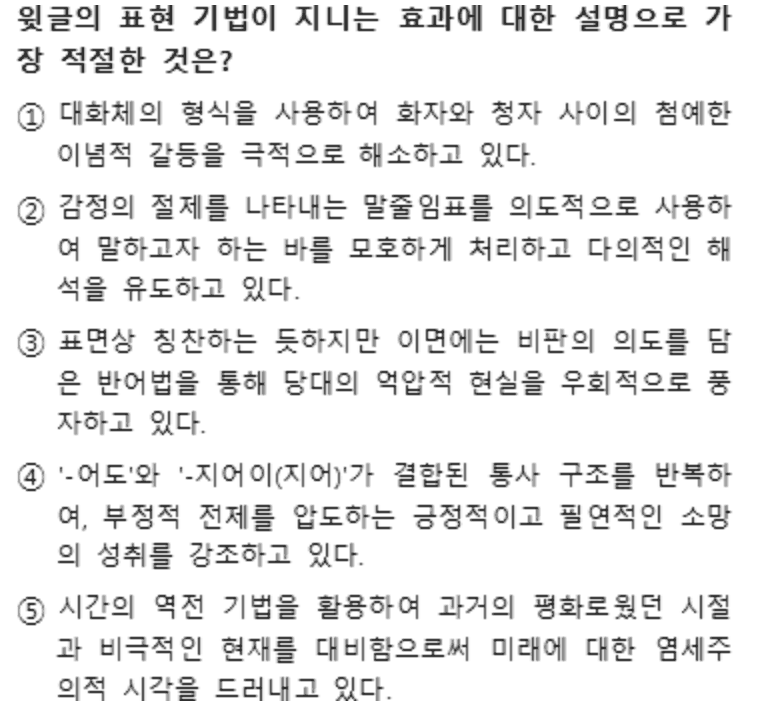 윗글의 표현 기법이 지니는 효과에 대한 설명으로 가
장 적절한 것은?
① 대화체의 형식을 사용하여 화자와 청자 사이의 첨예한
이념적 갈등을 극적으로 해소하고 있다.
② 감정의 절제를 나타내는 말줄임표를 의도적으로 사용하
여 말하고자 하는 바를 모호하게 처리하고 다의적인 해
석을 유도하고 있다.
③ 표면상 칭찬하는 듯하지만 이면에는 비판의 의도를 담
은 반어법을 통해 당대의 억압적 현실을 우회적으로 풍
자하고 있다.
④ '-어도'와 '-지어이(지어)'가 결합된 통사 구조를 반복하
여, 부정적 전제를 압도하는 긍정적이고 필연적인 소망
의 성취를 강조하고 있다.
⑤ 시간의 역전 기법을 활용하여 과거의 평화로웠던 시절
과 비극적인 현재를 대비함으로써 미래에 대한 염세주
의적 시각을 드러내고 있다.